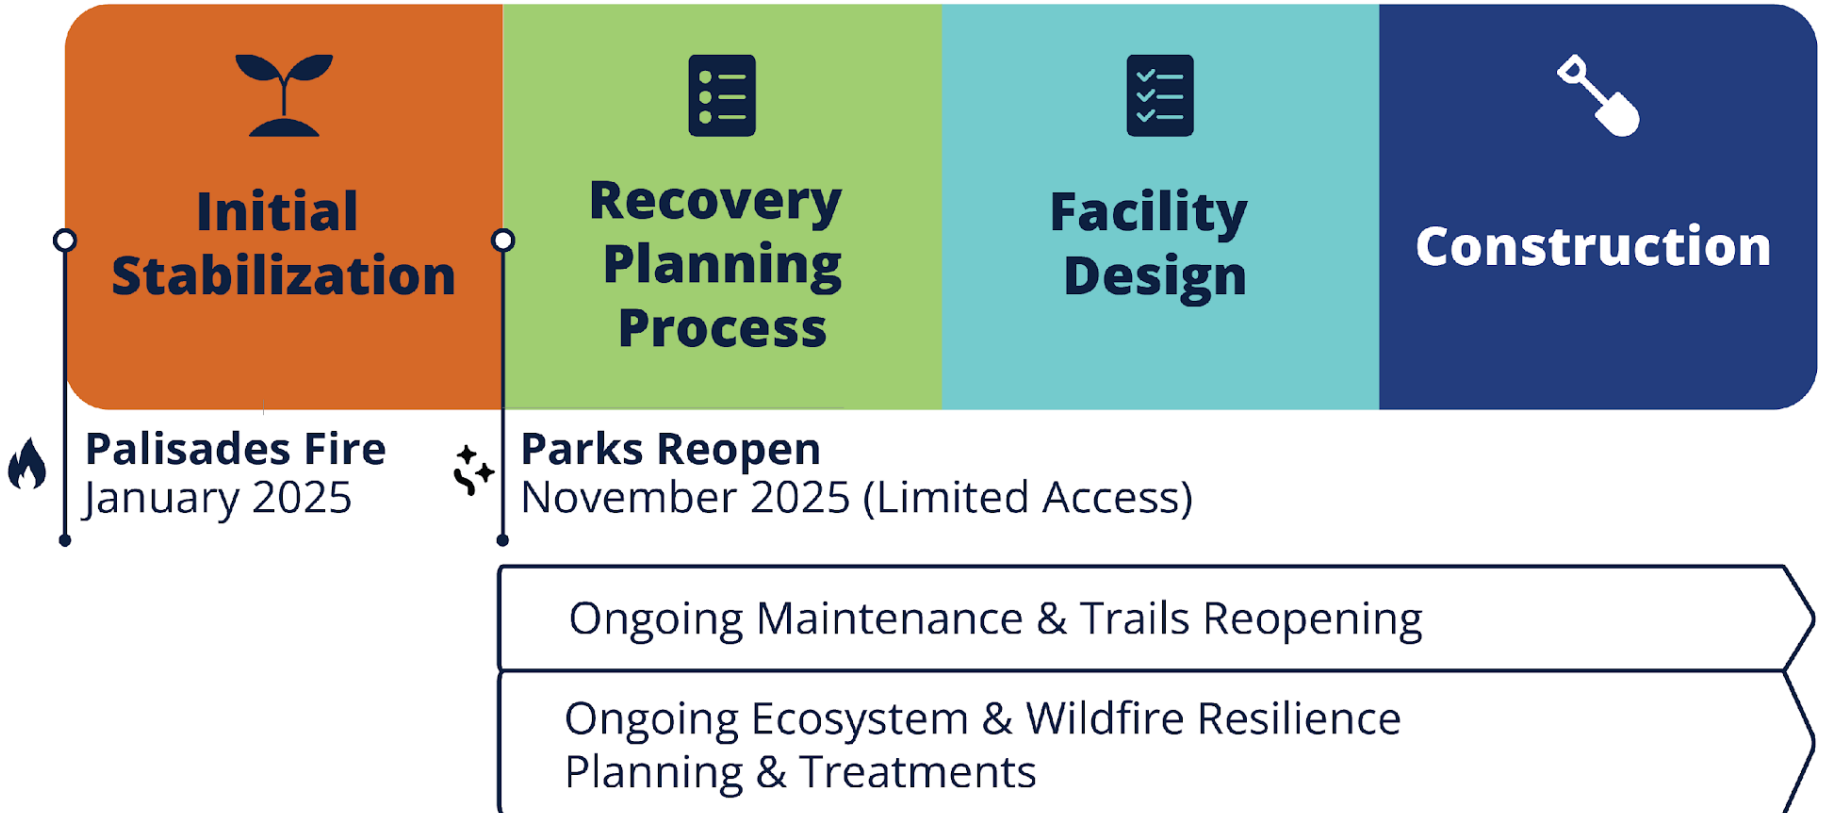 Initial
Stabilization
Recovery
Planning
Process
Facility
Design
Construction
Palisades Fire
January 2025
Parks Reopen
November 2025 (Limited Access)
Ongoing Maintenance & Trails Reopening
Ongoing Ecosystem & Wildfire Resilience
Planning & Treatments